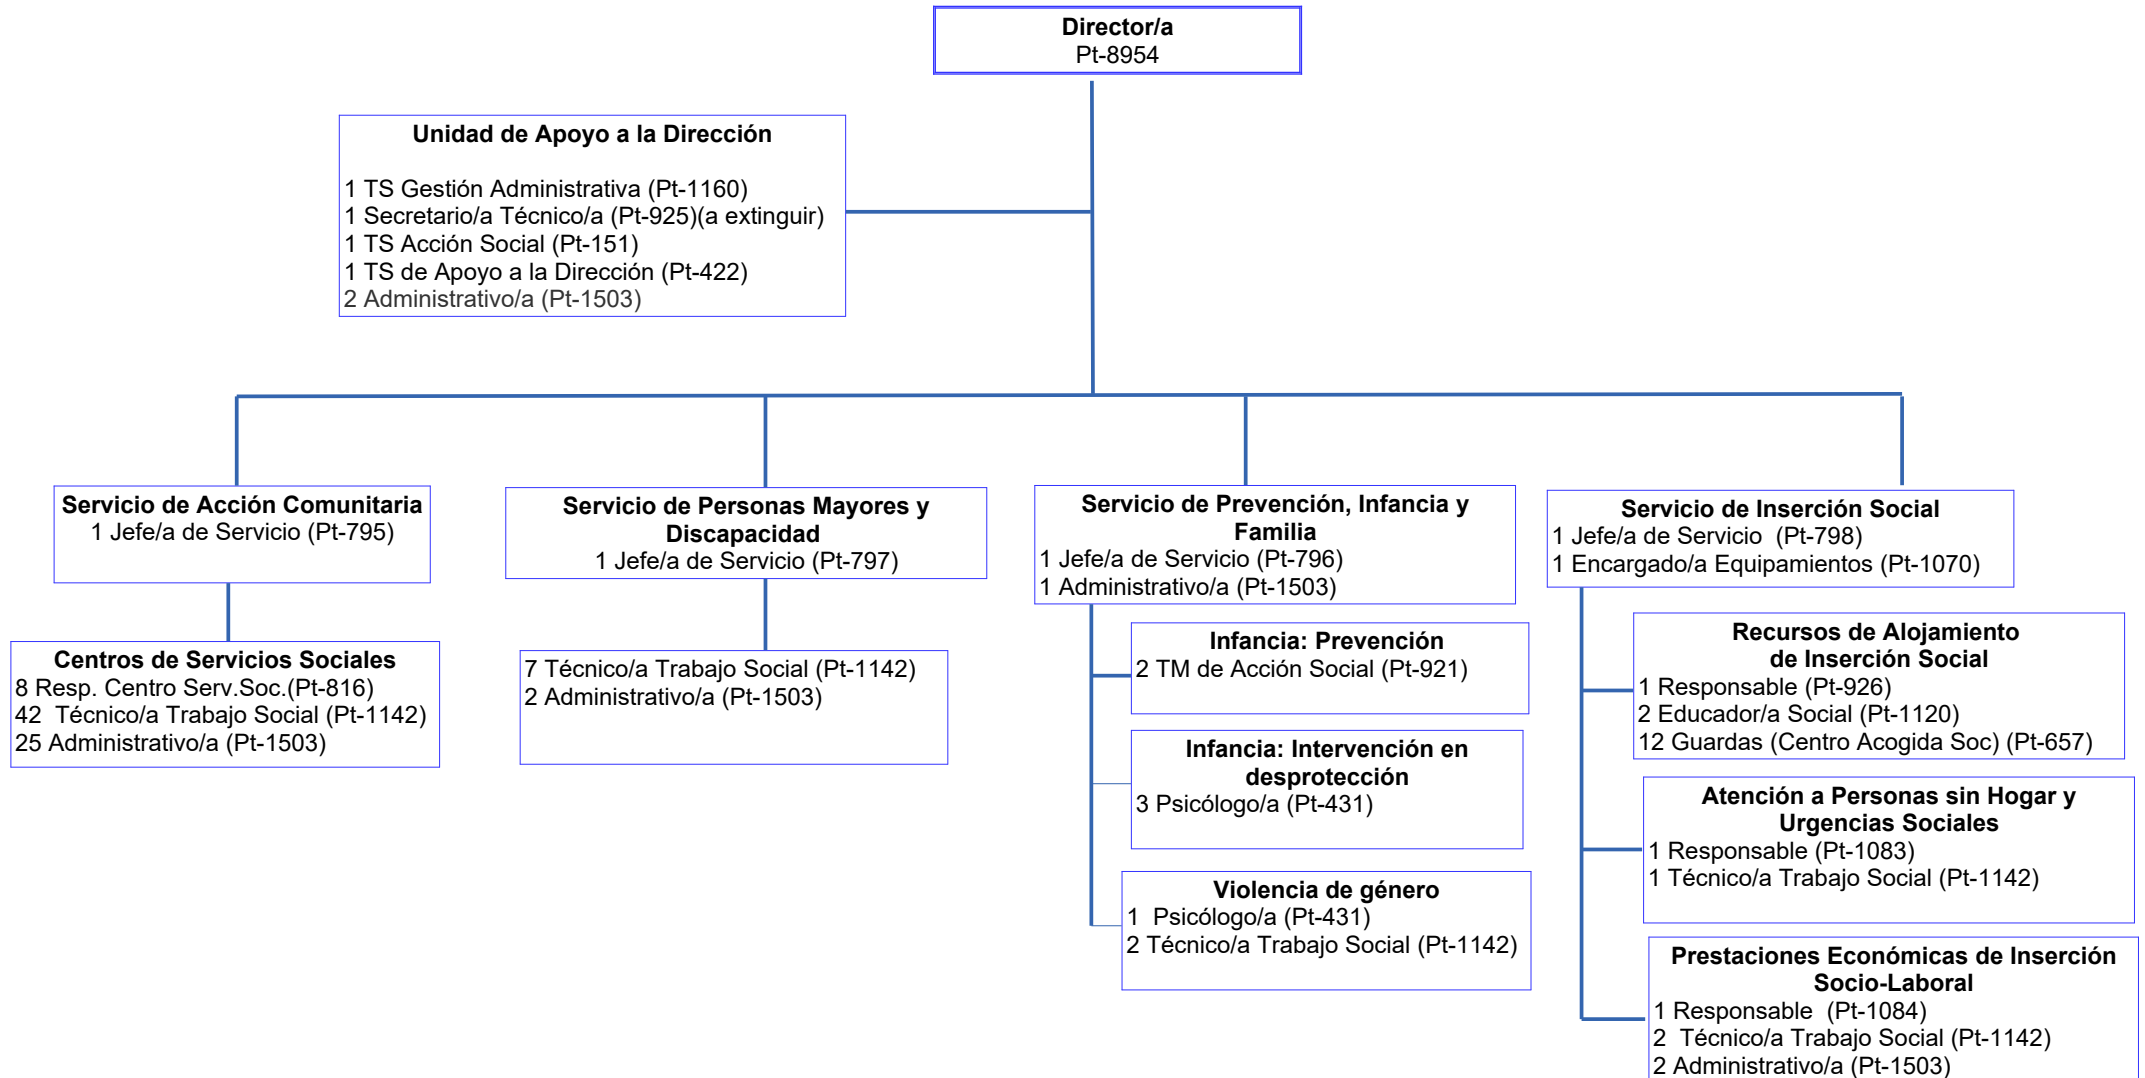 Director/a
Pt-8954
Unidad de Apoyo a la Dirección
1 TS Gestión Administrativa (Pt-1160)
1 Secretario/a Técnico/a (Pt-925)(a extinguir)
1 TS Acción Social (Pt-151)
1 TS de Apoyo a la Dirección (Pt-422)
2 Administrativo/a (Pt-1503)
Servicio de Acción Comunitaria
1 Jefe/a de Servicio (Pt-795)
Centros de Servicios Sociales
8 Resp. Centro Serv.Soc.(Pt-816)
42 Técnico/a Trabajo Social (Pt-1142)
25 Administrativo/a (Pt-1503)
Servicio de Personas Mayores y
Discapacidad
1 Jefe/a de Servicio (Pt-797)
7 Técnico/a Trabajo Social (Pt-1142)
2 Administrativo/a (Pt-1503)
Servicio de Prevención, Infancia y
Familia
1 Jefe/a de Servicio (Pt-796)
1 Administrativo/a (Pt-1503)
Infancia: Prevención
2 TM de Acción Social (Pt-921)
Infancia: Intervención en
desprotección
3 Psicólogo/a (Pt-431)
Violencia de género
1 Psicólogo/a (Pt-431)
2 Técnico/a Trabajo Social (Pt-1142)
Servicio de Inserción Social
1 Jefe/a de Servicio (Pt-798)
1 Encargado/a Equipamientos (Pt-1070)
Recursos de Alojamiento
de Inserción Social
1 Responsable (Pt-926)
2 Educador/a Social (Pt-1120)
12 Guardas (Centro Acogida Soc) (Pt-657)
Atención a Personas sin Hogar y
Urgencias Sociales
1 Responsable (Pt-1083)
1 Técnico/a Trabajo Social (Pt-1142)
Prestaciones Económicas de Inserción
Socio-Laboral
1 Responsable (Pt-1084)
2 Técnico/a Trabajo Social (Pt-1142)
2 Administrativo/a (Pt-1503)